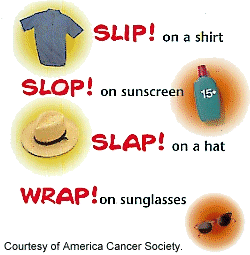 SLIP! on a shirt
SLOP! on sunscreen
15+
SLAP! on a hat
WRAP! on sunglasses
Courtesy of America Cancer Society.